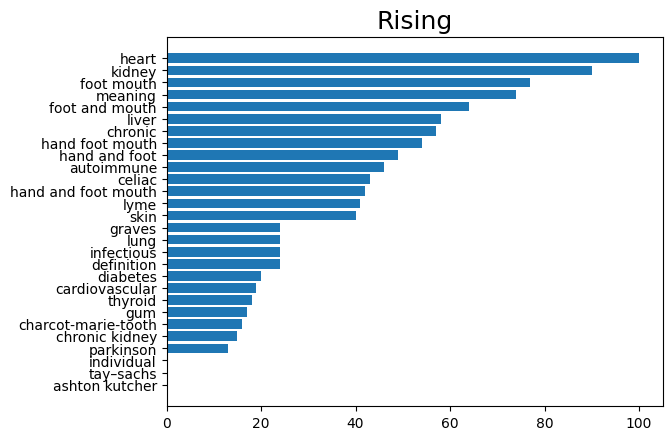 Rising
heart
kidney
foot mouth
meaning
foot and mouth
liver
chronic
hand foot mouth
hand and foot
autoimmune
celiac
hand and foot mouth
lyme
skin
graves
lung
infectious
definition
diabetes
cardiovascular
thyroid
gum
charcot-marie-tooth
chronic kidney
parkinson
individual
tay–sachs
ashton kutcher
0 20 40 60 80 100